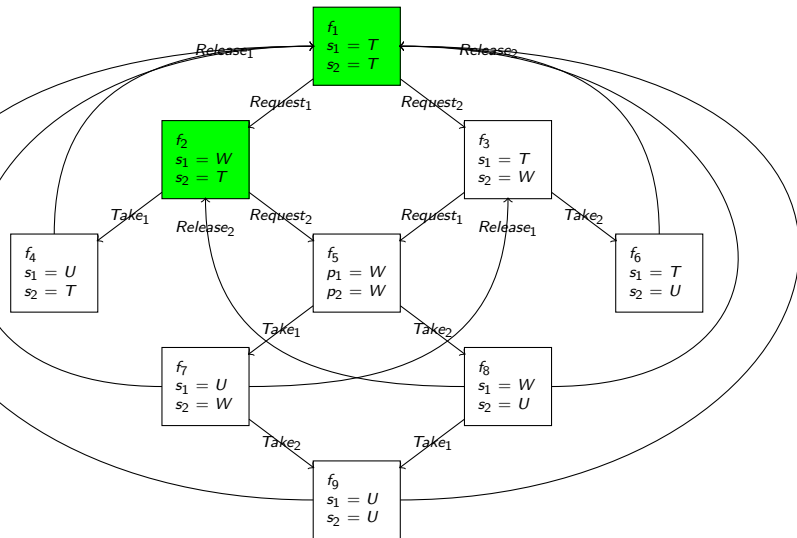 f₁
s₁ = T
s₂ = T
Release₁
Release₂
Request₁
Request₂
f₂
s₁ = W
s₂ = T
f₃
s₁ = T
s₂ = W
Take₁
Release₂
Request₂
Request₁
Release₁
Take₂
f₄
s₁ = U
s₂ = T
f₅
p₁ = W
p₂ = W
f₆
s₁ = T
s₂ = U
Take₁
Take₂
f₇
s₁ = U
s₂ = W
f₈
s₁ = W
s₂ = U
Take₂
Take₁
f₉
s₁ = U
s₂ = U